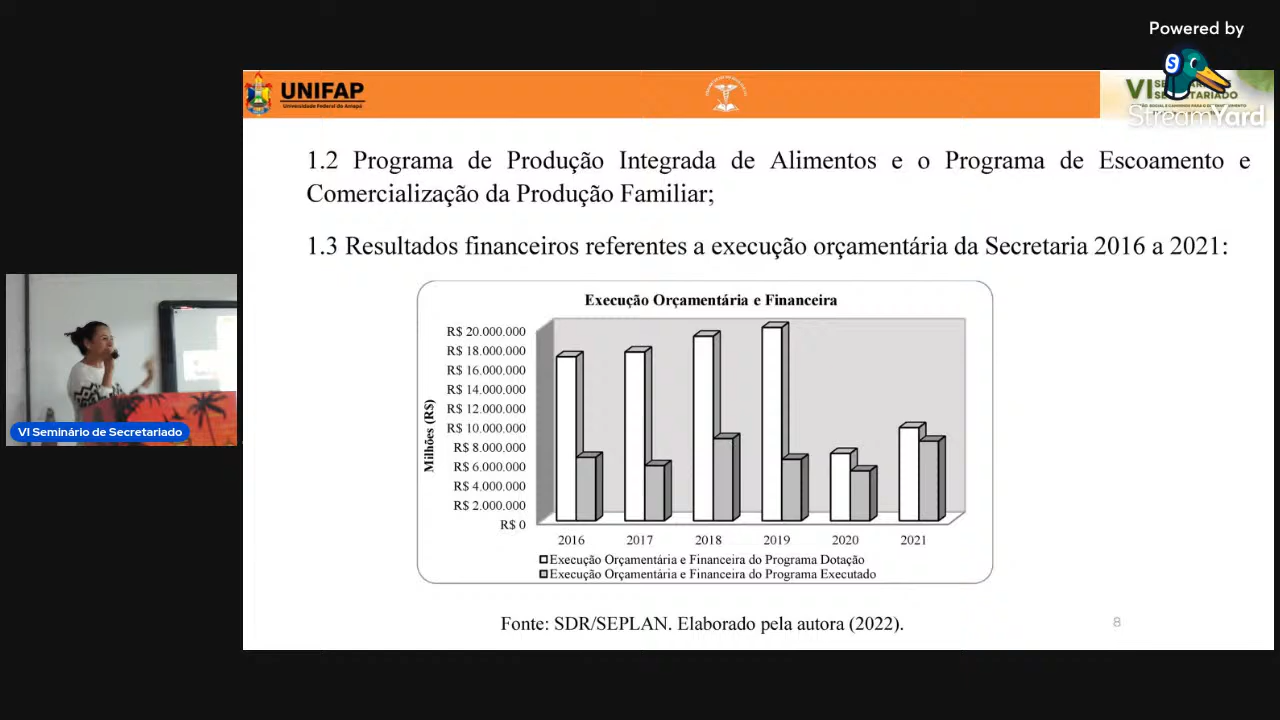 Powered by
StreamYard
UNIFAP
Universidade Federal do Amapá
VI
1.2 Programa de Produção Integrada de Alimentos e o Programa de Escoamento e
Comercialização da Produção Familiar;
1.3 Resultados financeiros referentes a execução orçamentária da Secretaria 2016 a 2021:
Execução Orçamentária e Financeira
Milhões (R$)
R$ 20.000.000
R$ 18.000.000
R$ 16.000.000
R$ 14.000.000
R$ 12.000.000
R$ 10.000.000
R$ 8.000.000
R$ 6.000.000
R$ 4.000.000
R$ 2.000.000
R$ 0
2016 2017 2018 2019 2020 2021
Execução Orçamentária e Financeira do Programa Dotação
Execução Orçamentária e Financeira do Programa Executado
Fonte: SDR/SEPLAN. Elaborado pela autora (2022).
8
VI Seminário de Secretariado